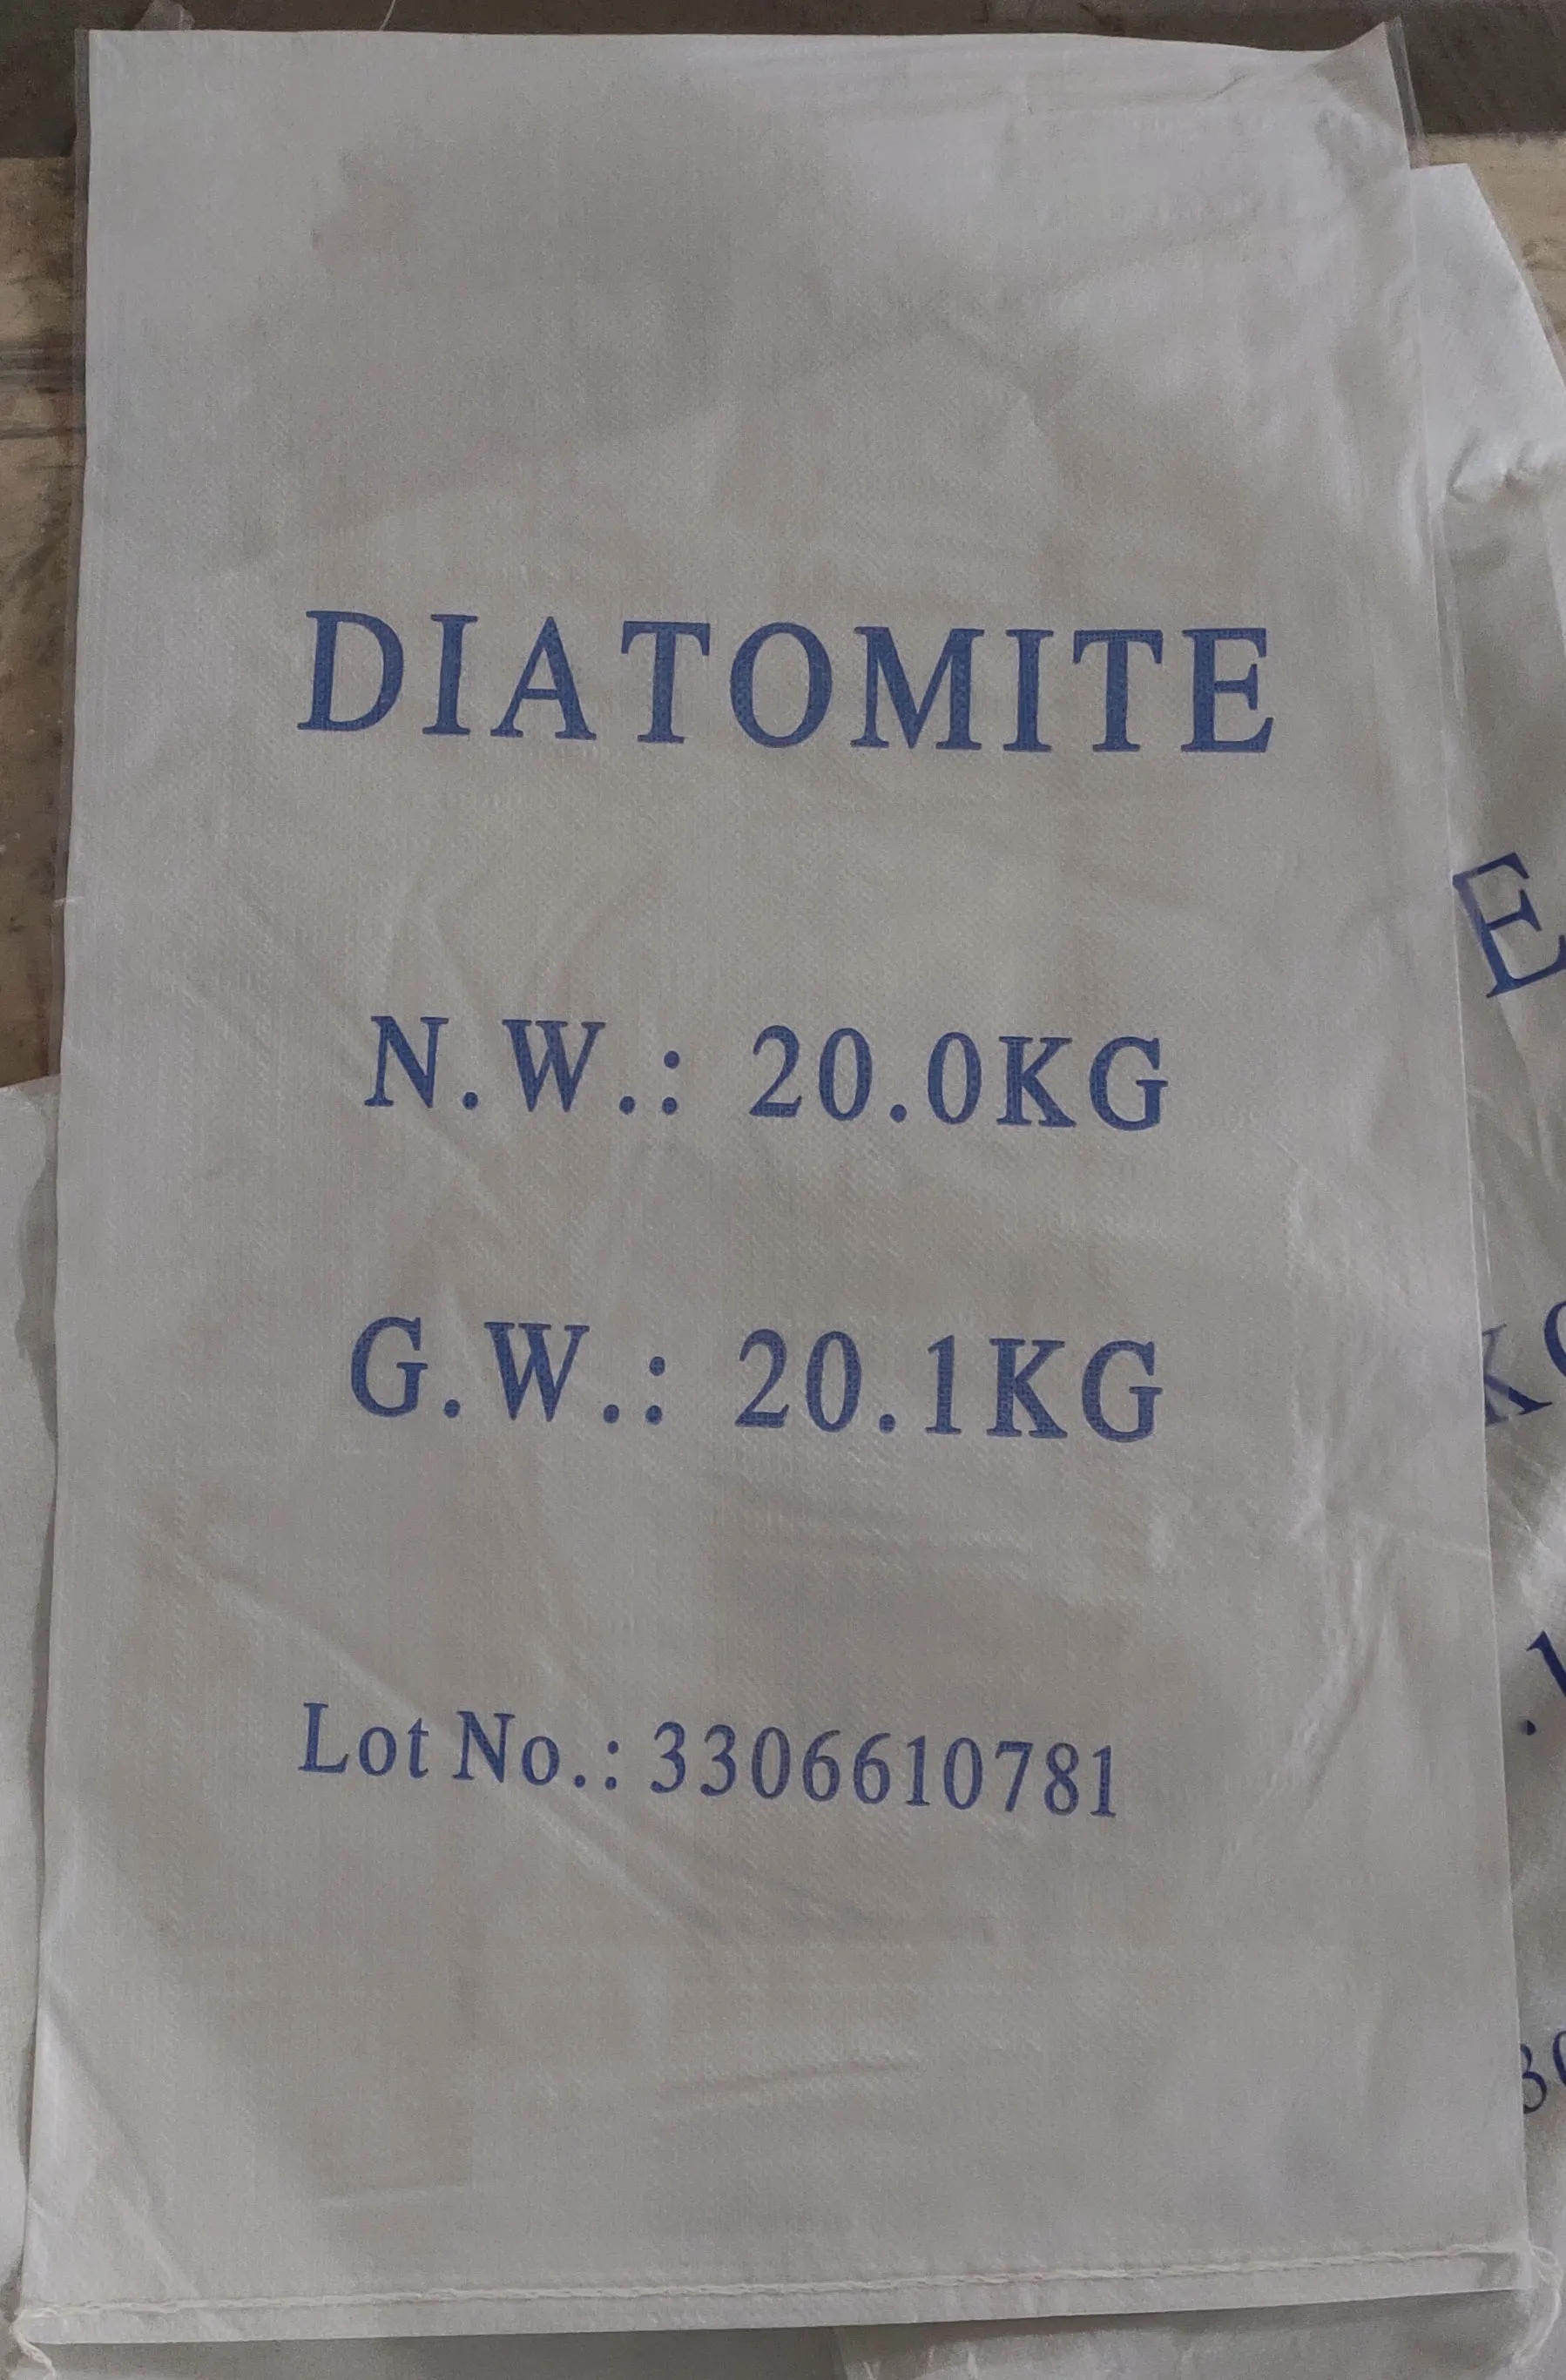 DIATOMITE
N.W.: 20.0KG
G.W.: 20.1KG
Lot No.: 3306610781
E